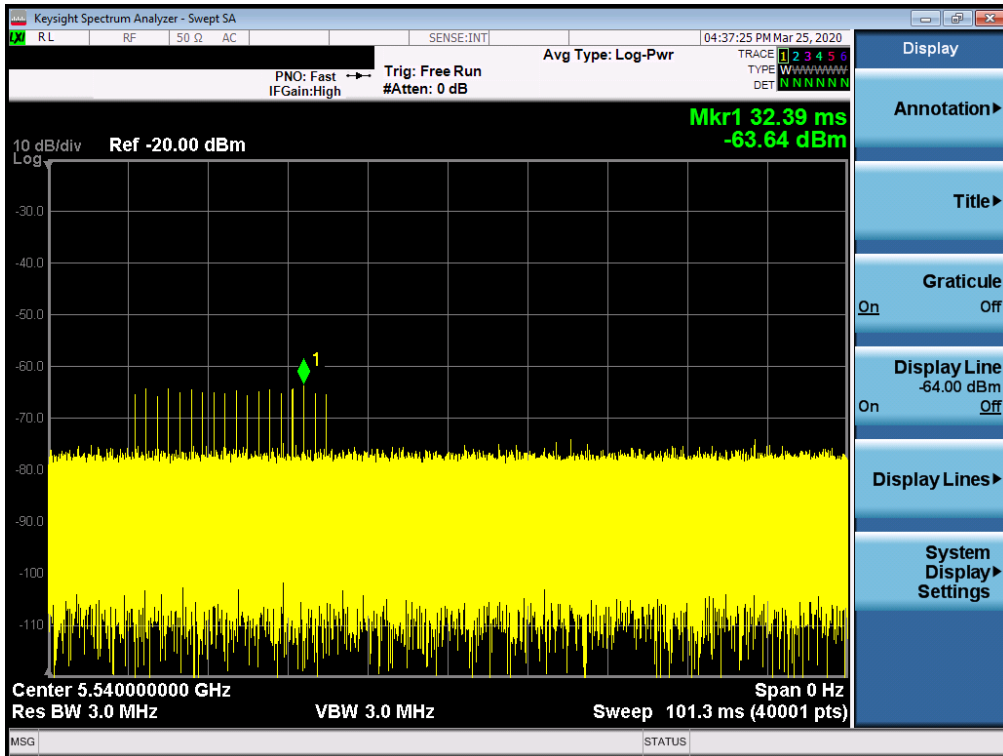 Keysight Spectrum Analyzer - Swept SA
LXI RL RF 50 Ω AC SENSE:INT 04:37:25 PM Mar 25, 2020
Avg Type: Log-Pwr TRACE 1 2 3 4 5 6
PNO: Fast Trig: Free Run TYPE WWWWWW
IFGain:High #Atten: 0 dB DET N N N N N N
Mkr1 32.39 ms
-63.64 dBm
10 dB/div Ref -20.00 dBm
Log
-30.0
-40.0
-50.0
-60.0
1
-70.0
-80.0
-90.0
-100
-110
Center 5.540000000 GHz Span 0 Hz
Res BW 3.0 MHz VBW 3.0 MHz Sweep 101.3 ms (40001 pts)
MSG STATUS
Display
Annotation
Title
Graticule
On Off
Display Line
-64.00 dBm
On Off
Display Lines
System
Display
Settings